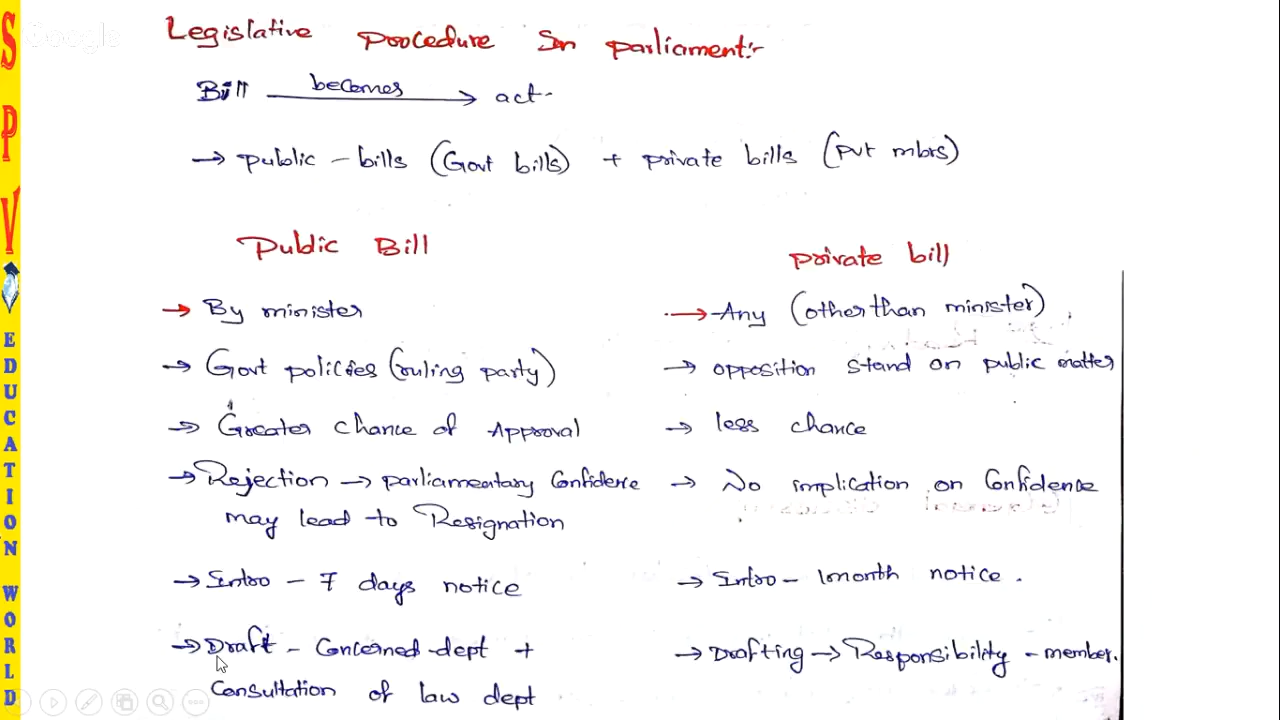 SPV EDUCATION WORLD
Google
Legislative procedure In parliament:-
Bill becomes → act.
→ public - bills (Govt bills) + private bills (pvt mbrs)
Public Bill
→ By minister
→ Govt policies (ruling party)
→ Greater chance of Approval
→ Rejection → parliamentary Confidence
may lead to Resignation
→ Intro - 7 days notice
→ Draft - Concerned dept +
Consultation of law dept
private bill
→ Any (other than minister)
→ opposition stand on public matter
→ less chance
→ No implication on Confidence
→ Intro - 1month notice.
→ Drafting → Responsibility - member.